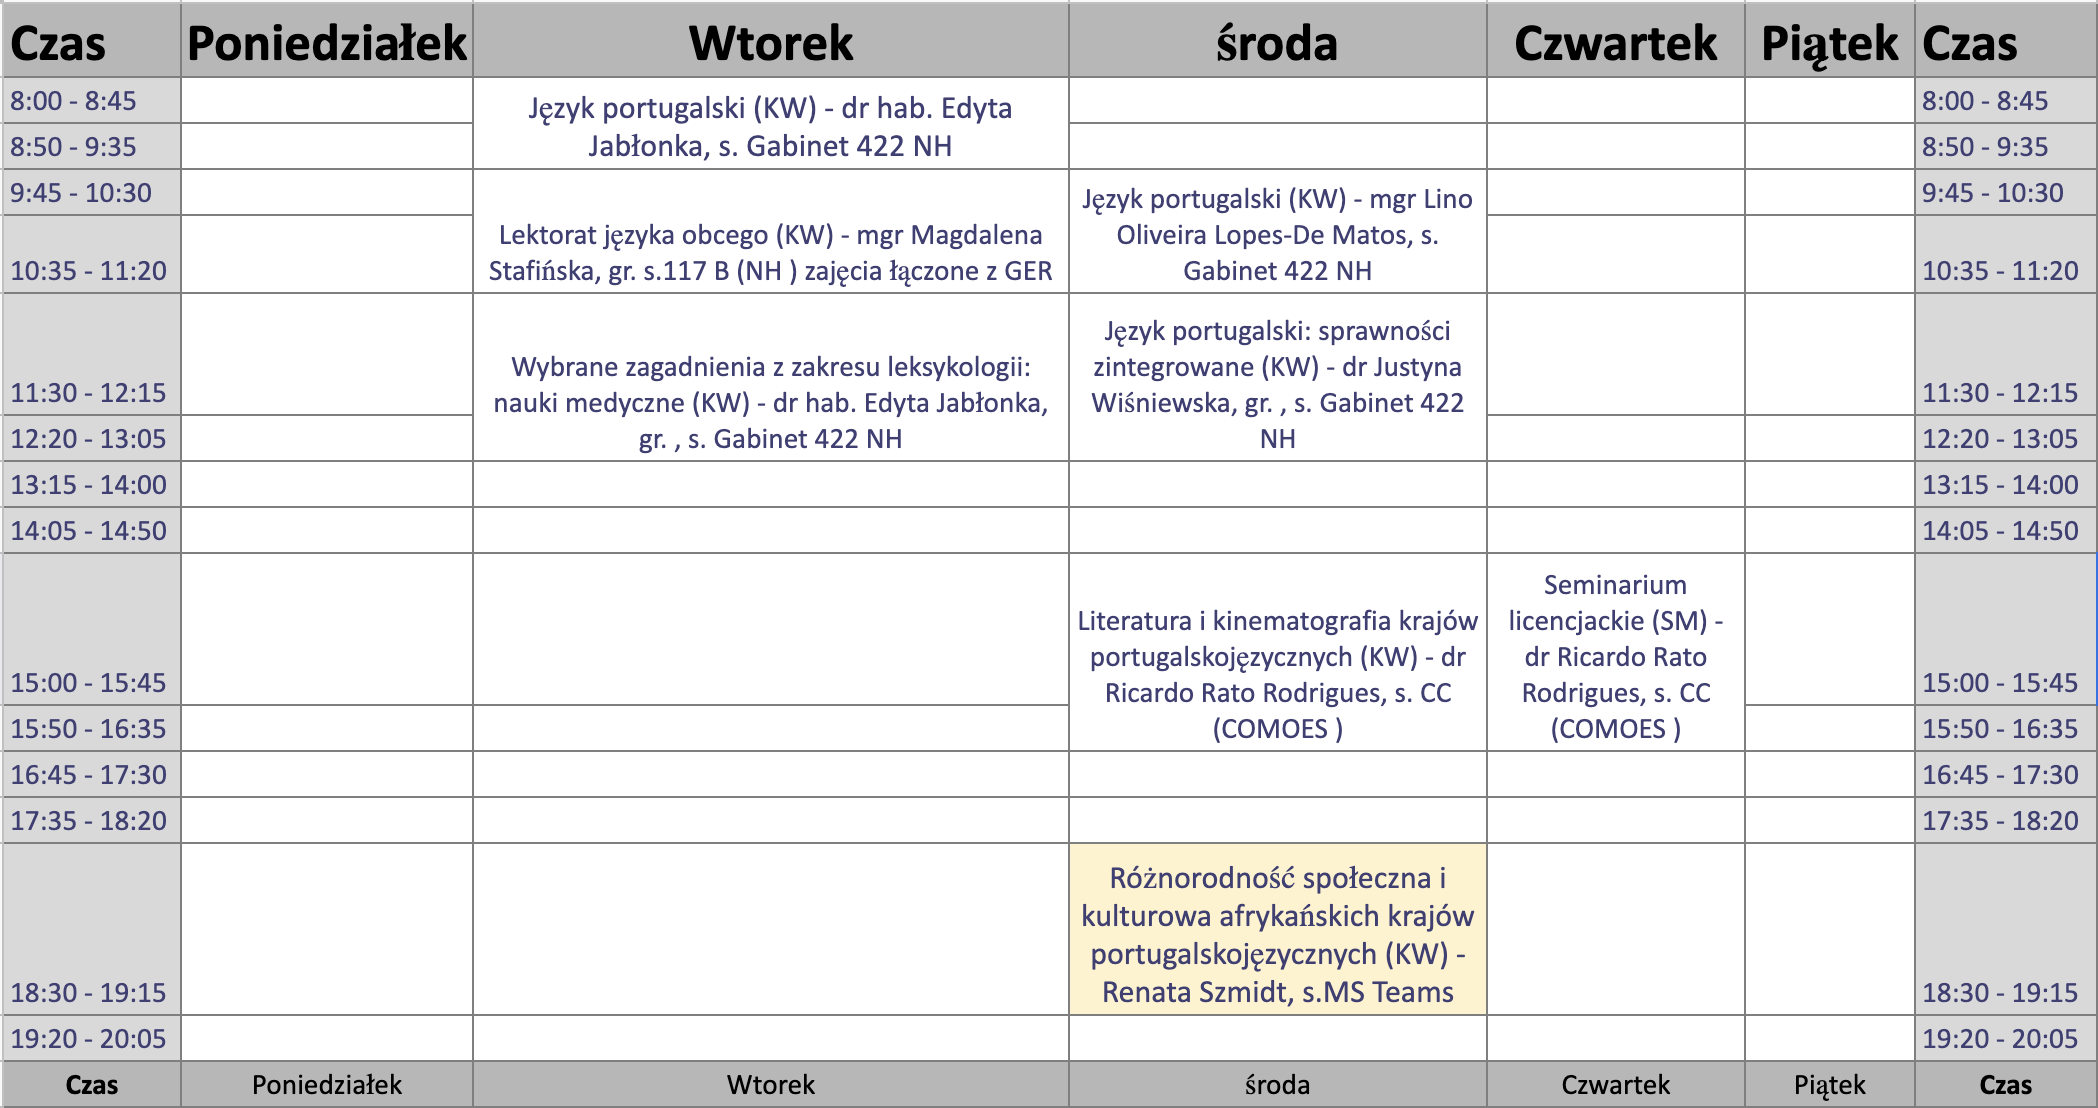 Czas Poniedziałek Wtorek środa Czwartek Piątek Czas
8:00 - 8:45 8:00 - 8:45
Język portugalski (KW) - dr hab. Edyta
Jabłonka, s. Gabinet 422 NH
8:50 - 9:35 8:50 - 9:35
9:45 - 10:30 9:45 - 10:30
Lektorat języka obcego (KW) - mgr Magdalena
Stafińska, gr. s.117 B (NH ) zajęcia łączone z GER
Język portugalski (KW) - mgr Lino
Oliveira Lopes-De Matos, s.
Gabinet 422 NH
10:35 - 11:20 10:35 - 11:20
11:30 - 12:15 11:30 - 12:15
Wybrane zagadnienia z zakresu leksykologii:
nauki medyczne (KW) - dr hab. Edyta Jabłonka,
gr. , s. Gabinet 422 NH
Język portugalski: sprawności
zintegrowane (KW) - dr Justyna
Wiśniewska, gr. , s. Gabinet 422
NH
12:20 - 13:05 12:20 - 13:05
13:15 - 14:00 13:15 - 14:00
14:05 - 14:50 14:05 - 14:50
15:00 - 15:45 15:00 - 15:45
Literatura i kinematografia krajów
portugalskojęzycznych (KW) - dr
Ricardo Rato Rodrigues, s. CC
(COMOES )
Seminarium
licencjackie (SM) -
dr Ricardo Rato
Rodrigues, s. CC
(COMOES )
15:50 - 16:35 15:50 - 16:35
16:45 - 17:30 16:45 - 17:30
17:35 - 18:20 17:35 - 18:20
18:30 - 19:15 18:30 - 19:15
Różnorodność społeczna i
kulturowa afrykańskich krajów
portugalskojęzycznych (KW) -
Renata Szmidt, s.MS Teams
19:20 - 20:05 19:20 - 20:05
Czas Poniedziałek Wtorek środa Czwartek Piątek Czas